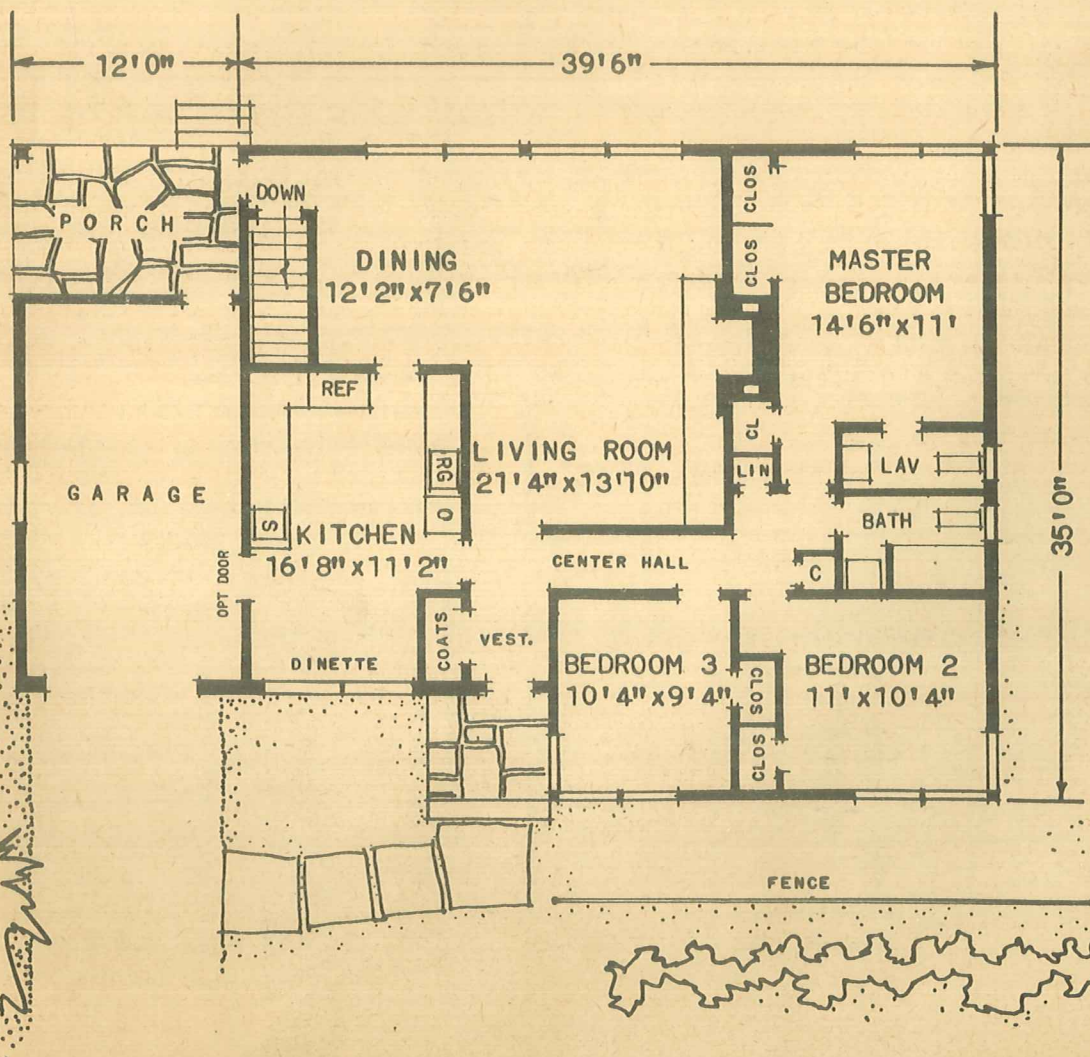 12'0"
39'6"
DOWN
CLOS
PORCH
CLOS
DINING
12'2"x7'6"
MASTER
BEDROOM
14'6"x11'
REF
CL
LIVING ROOM
21'4"x13'10"
RG
LIN
LAV
GARAGE
O
S
BATH
35'0"
KITCHEN
16'8"x11'2"
CENTER HALL
C
OPT DOOR
COATS
VEST.
DINETTE
BEDROOM 3
10'4"x9'4"
CLOS
BEDROOM 2
11'x10'4"
CLOS
FENCE